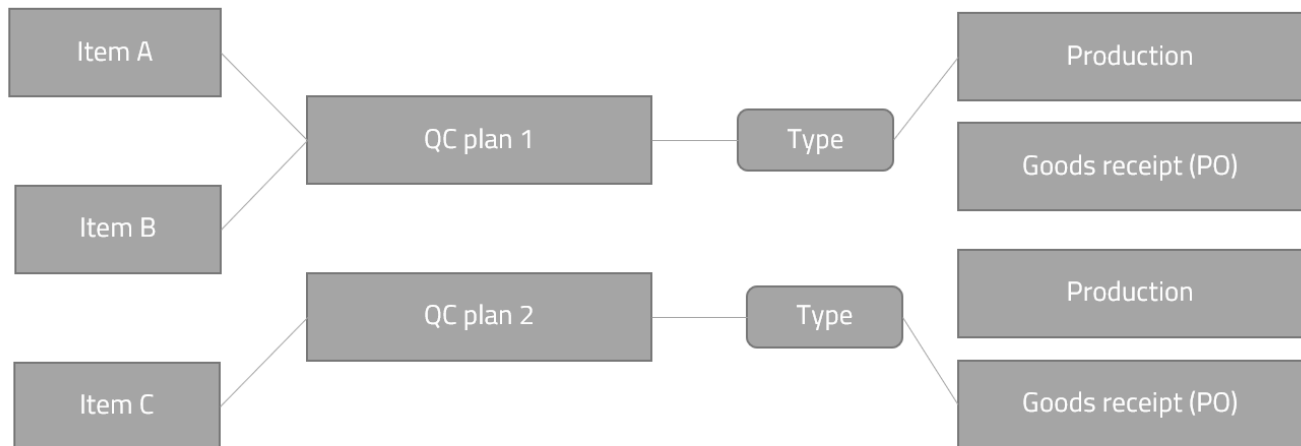 Item A
Production
QC plan 1
Type
Goods receipt (PO)
Item B
Production
QC plan 2
Type
Item C
Goods receipt (PO)